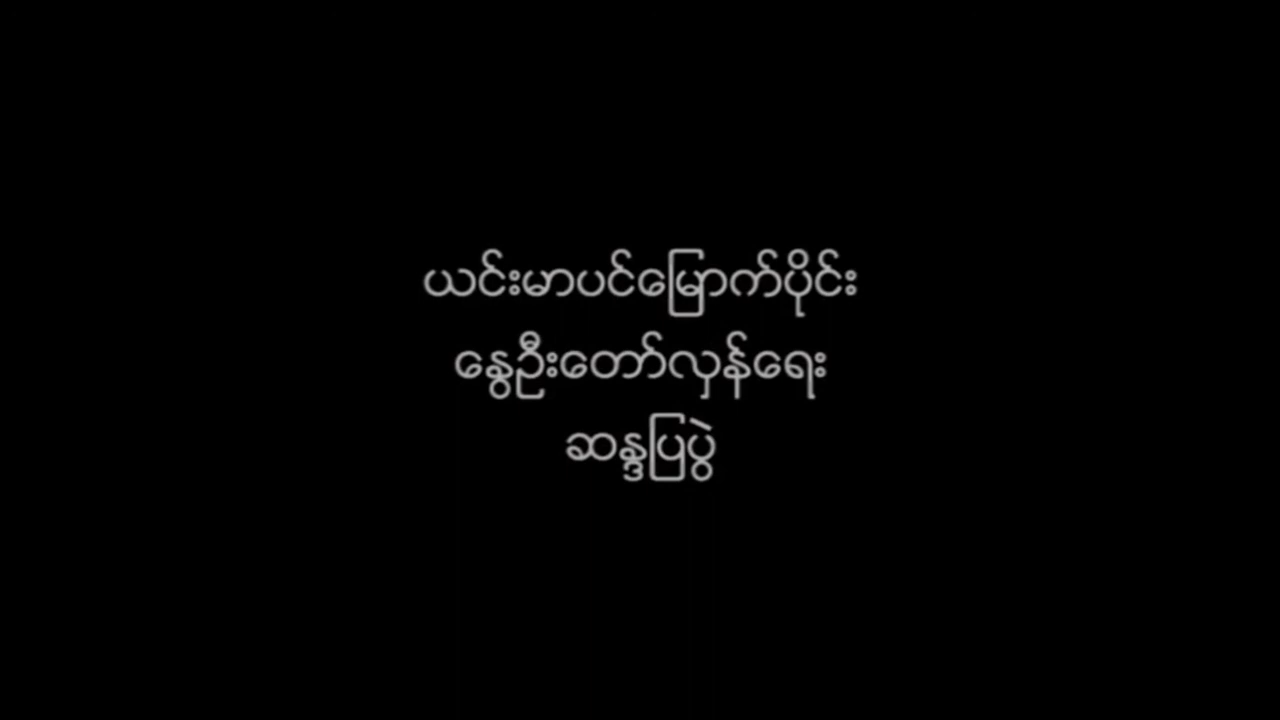 ယင်းမာပင်မြောက်ပိုင်း
နွေဦးတော်လှန်ရေး
ဆန္ဒပြပွဲ